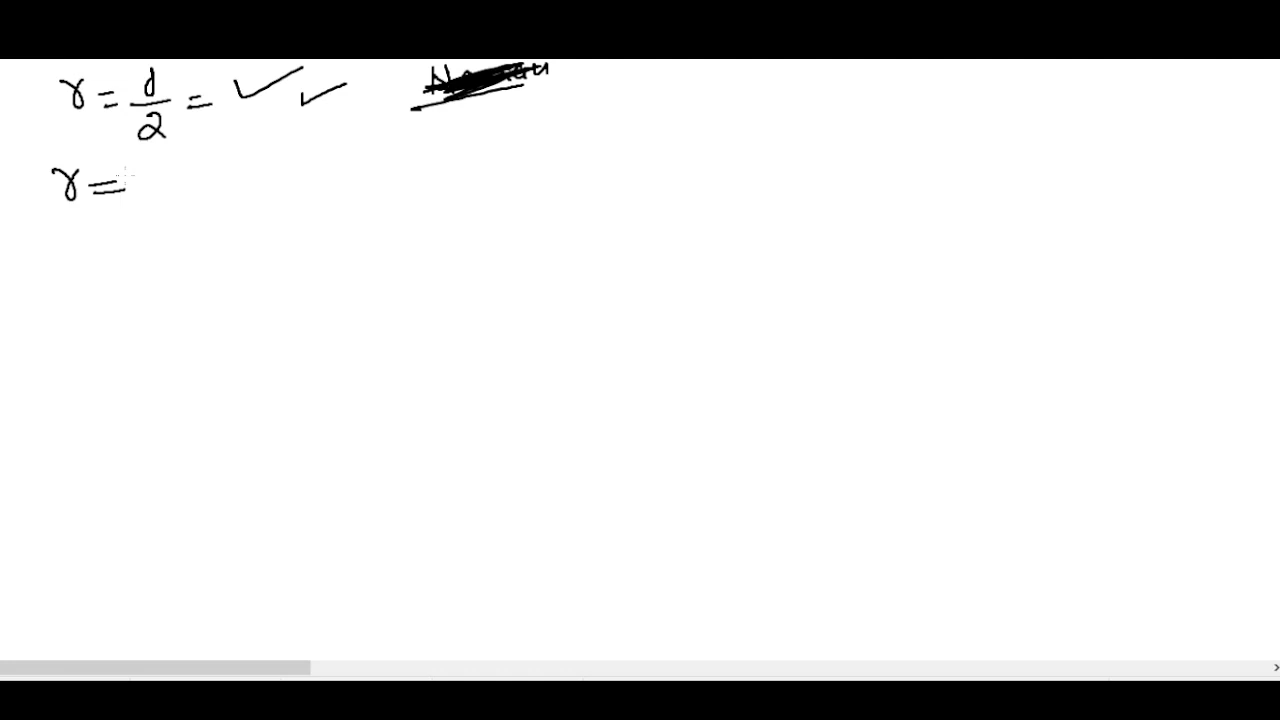 r = d/2 = ✓ ✓
r =